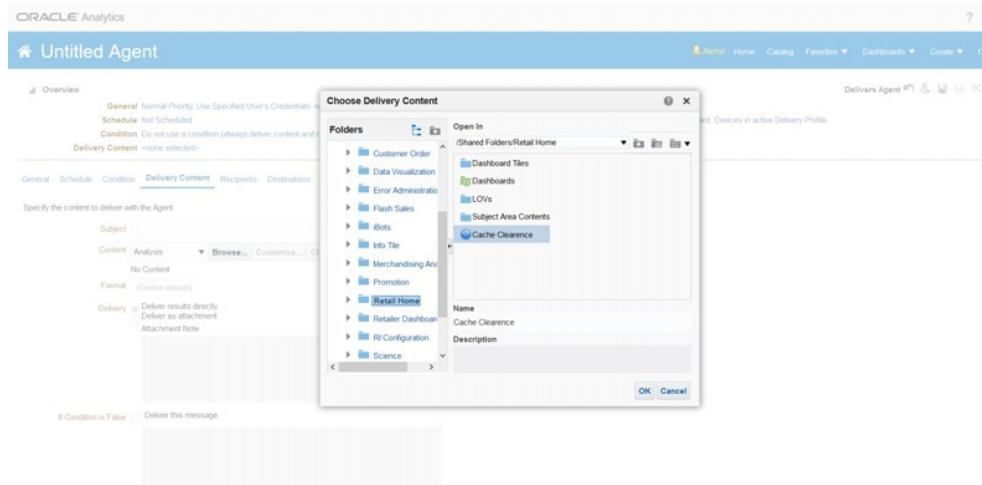 ORACLE Analytics
?
Untitled Agent
Alerts! Home Catalog Favorites Dashboards Create
Overview
Delivers Agent
General Normal Priority, Use Specified User's Credentials:
Schedule Not Scheduled
Condition Do not use a condition (always deliver content and
Delivery Content <none selected>
Devices in active Delivery Profile
General Schedule Condition Delivery Content Recipients Destinations
Specify the content to deliver with the Agent
Subject
Content Analysis Browse... Customize...
No Content
Format (Device default)
Delivery Deliver results directly
Deliver as attachment
Attachment Note
If Condition is False Deliver this message
Choose Delivery Content
Folders
Customer Order
Data Visualization
Error Administratio
Flash Sales
iBots
Info Tile
Merchandising Ana
Promotion
Retail Home
Retailer Dashboar
RI Configuration
Science
Open In
/Shared Folders/Retail Home
Dashboard Tiles
Dashboards
LOVs
Subject Area Contents
Cache Clearence
Name
Cache Clearence
Description
OK Cancel